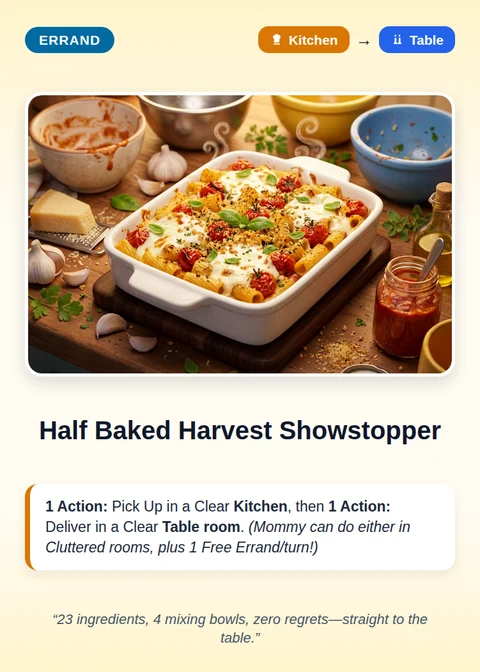 ERRAND
Kitchen → Table
Half Baked Harvest Showstopper
1 Action: Pick Up in a Clear Kitchen, then 1 Action:
Deliver in a Clear Table room. (Mommy can do either in
Cluttered rooms, plus 1 Free Errand/turn!)
“23 ingredients, 4 mixing bowls, zero regrets—straight to the
table.”